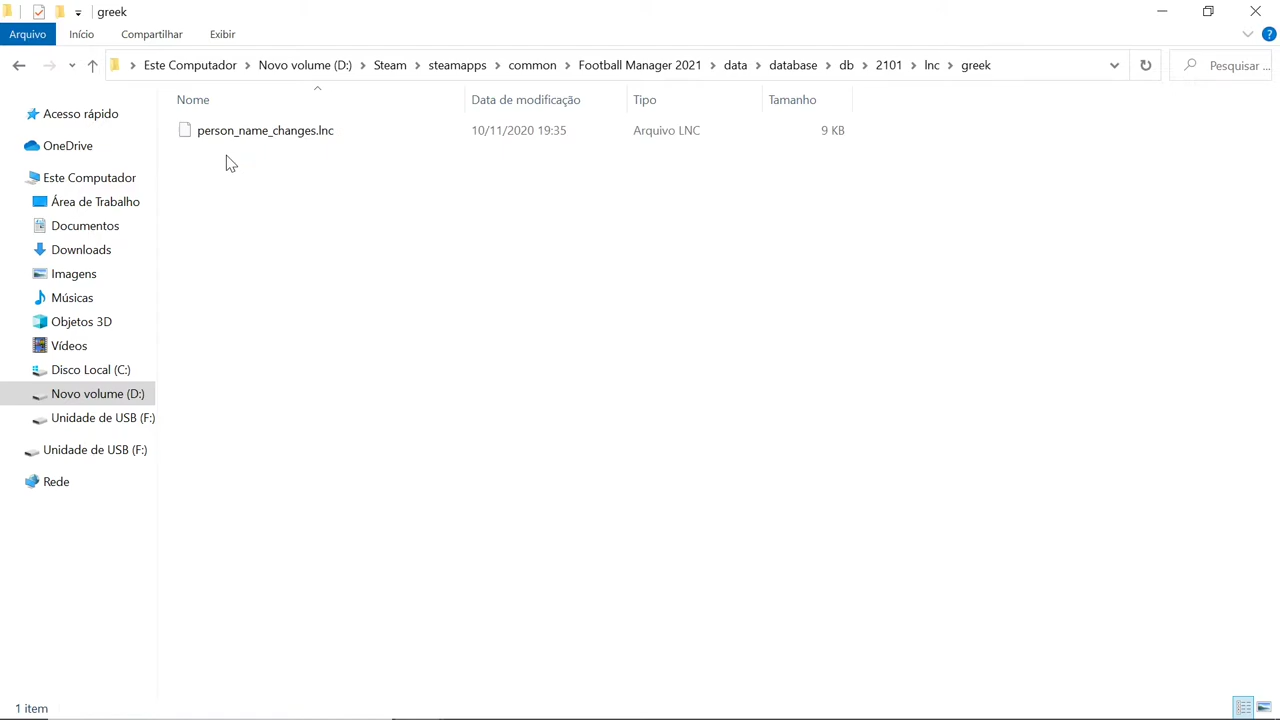 greek
Arquivo Início Compartilhar Exibir
Este Computador Novo volume (D:) Steam steamapps common Football Manager 2021 data database db 2101 lnc greek Pesquisar ...
Nome Data de modificação Tipo Tamanho
person_name_changes.lnc 10/11/2020 19:35 Arquivo LNC 9 KB
Acesso rápido
OneDrive
Este Computador
Área de Trabalho
Documentos
Downloads
Imagens
Músicas
Objetos 3D
Vídeos
Disco Local (C:)
Novo volume (D:)
Unidade de USB (F:)
Unidade de USB (F:)
Rede
1 item